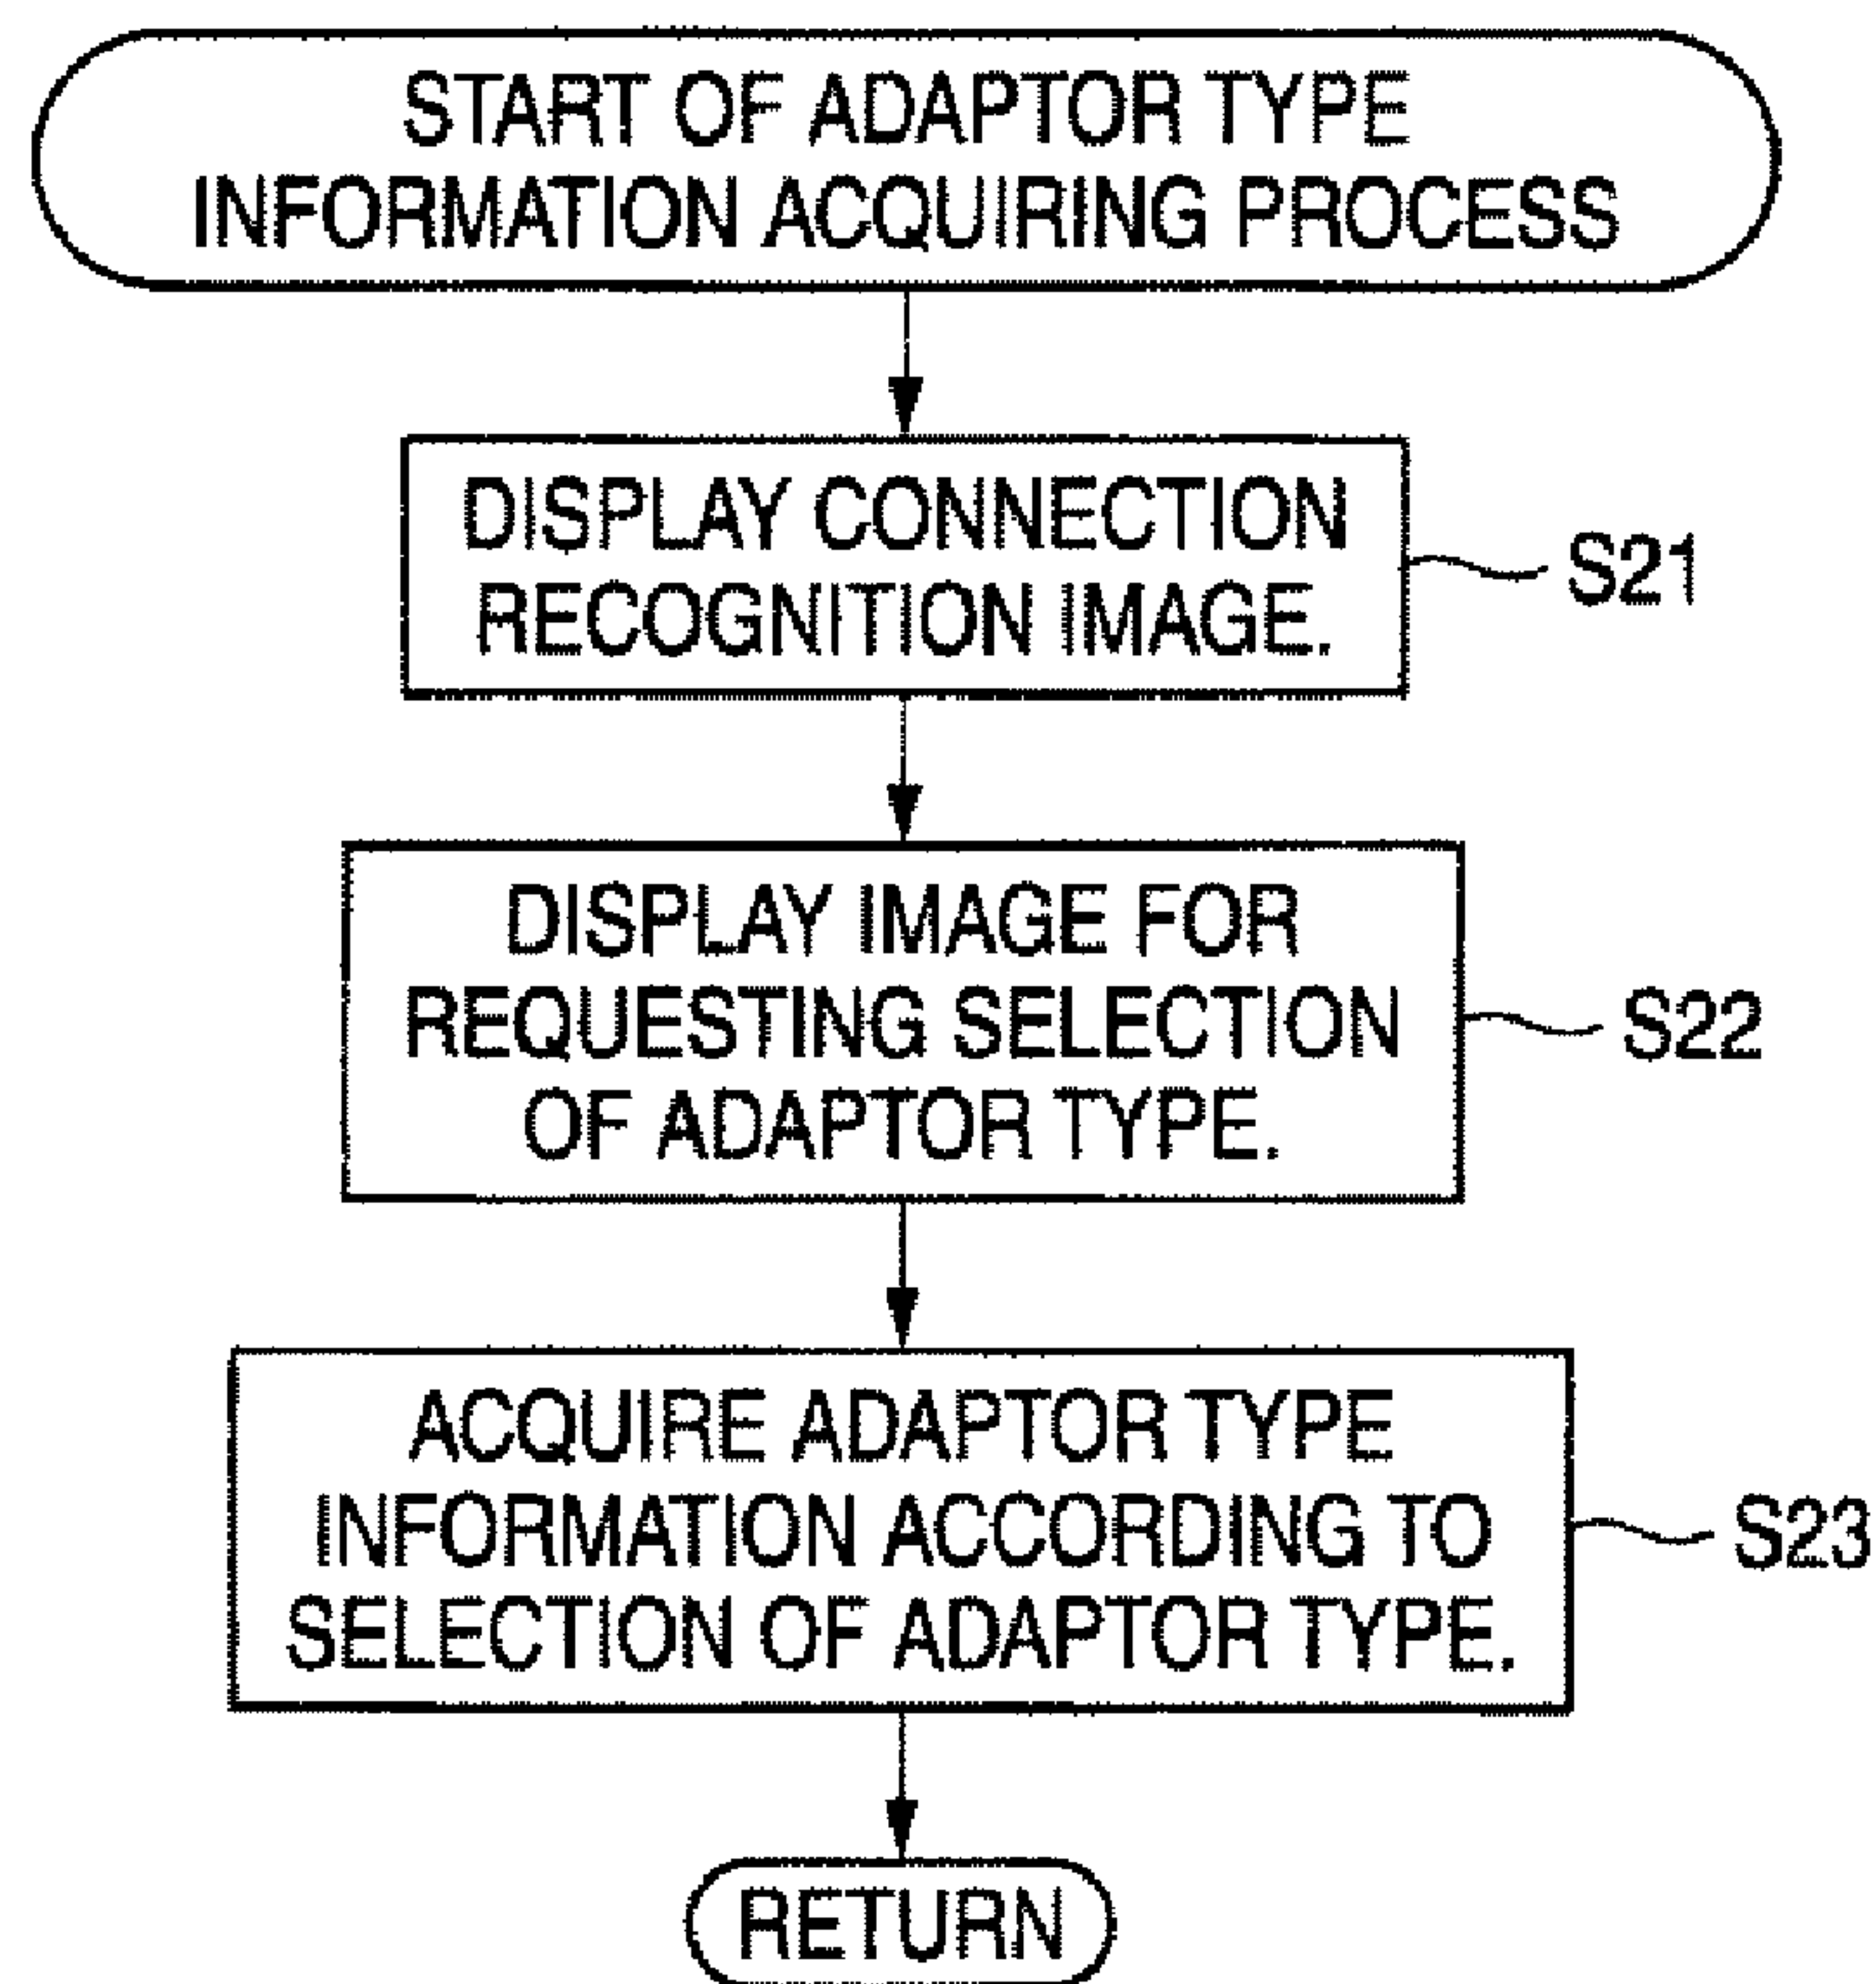 START OF ADAPTOR TYPE
INFORMATION ACQUIRING PROCESS
DISPLAY CONNECTION
RECOGNITION IMAGE.
S21
DISPLAY IMAGE FOR
REQUESTING SELECTION
OF ADAPTOR TYPE.
S22
ACQUIRE ADAPTOR TYPE
INFORMATION ACCORDING TO
SELECTION OF ADAPTOR TYPE.
S23
RETURN